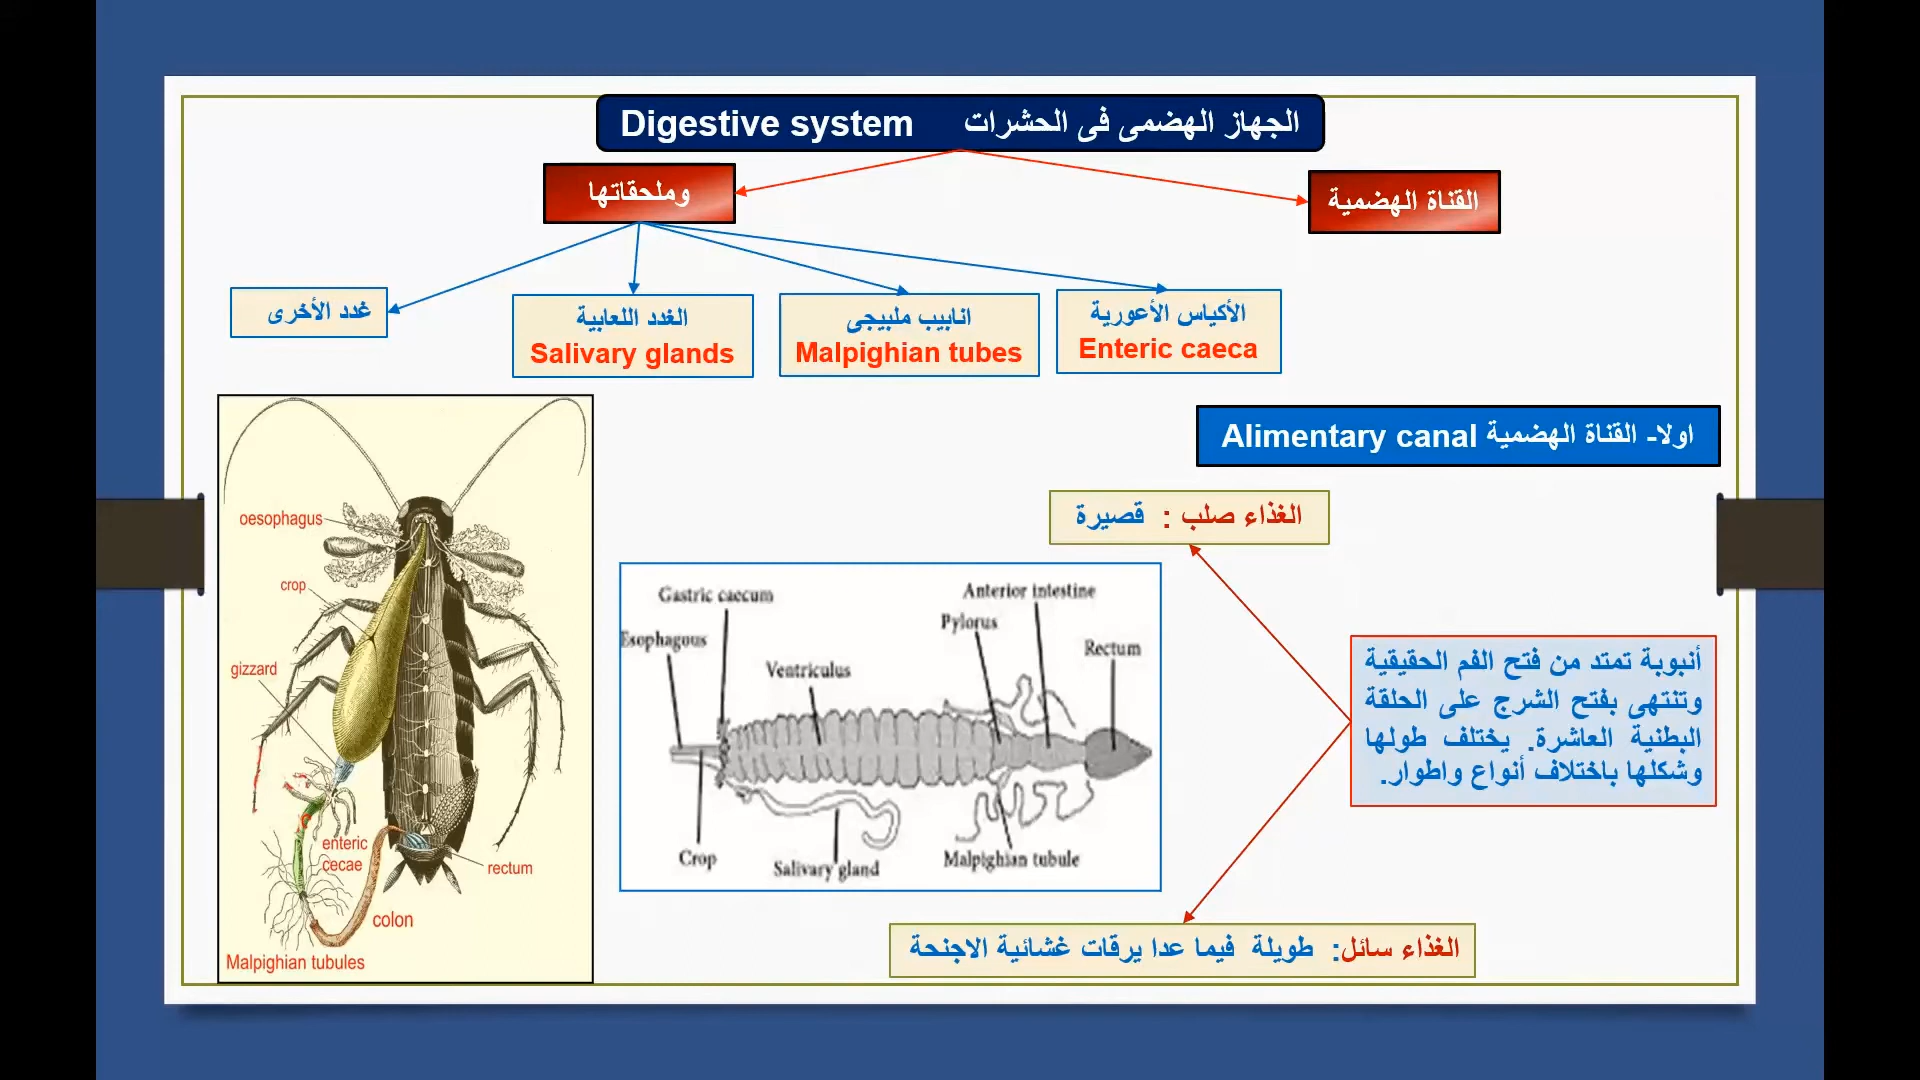 الجهاز الهضمى فى الحشرات Digestive system
القناة الهضمية
وملحقاتها
الأكياس الأعورية
Enteric caeca
انابيب ملبيجى
Malpighian tubes
الغدد اللعابية
Salivary glands
غدد الأخرى
اولا- القناة الهضمية Alimentary canal
الغذاء صلب : قصيرة
أنبوبة تمتد من فتح الفم الحقيقية
وتنتهى بفتح الشرج على الحلقة
البطنية العاشرة. يختلف طولها
وشكلها باختلاف أنواع واطوار.
الغذاء سائل: طويلة فيما عدا يرقات غشائية الاجنحة
Gastric caecum
Anterior intestine
Esophagous
Pylorus
Rectum
Ventriculus
Crop
Salivary gland
Malpighian tubule
oesophagus
crop
gizzard
enteric
cecae
rectum
colon
Malpighian tubules